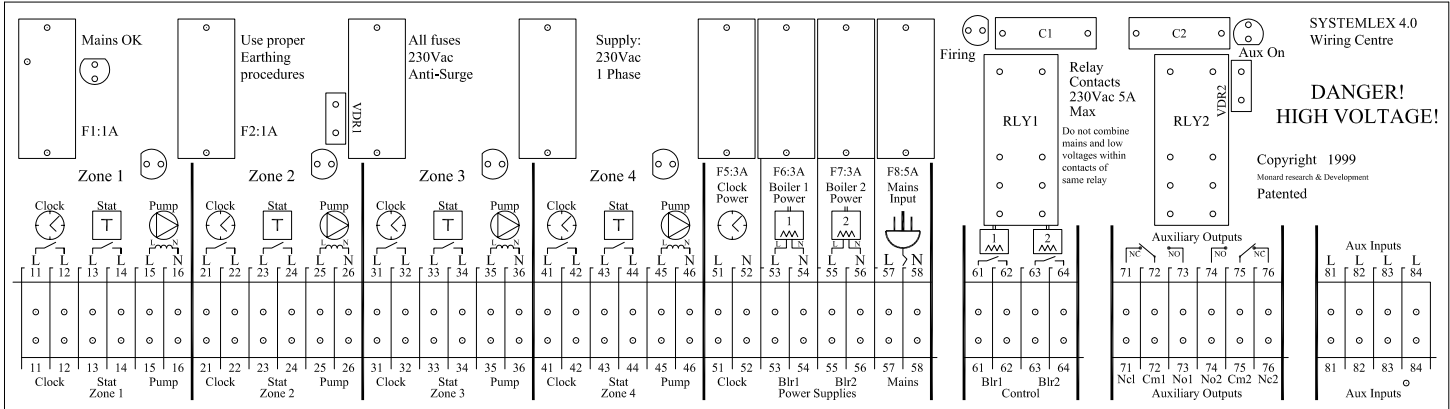 Mains OK
F1:1A
Use proper
Earthing
procedures
F2:1A
VDR1
All fuses
230Vac
Anti-Surge
Supply:
230Vac
1 Phase
Firing
C1
RLY1
Relay
Contacts
230Vac 5A
Max
Do not combine
mains and low
voltages within
contacts of
same relay
C2
RLY2
VDR2
Aux On
SYSTEMLEX 4.0
Wiring Centre
DANGER!
HIGH VOLTAGE!
Copyright 1999
Monard research & Development
Patented
Zone 1
Zone 2
Zone 3
Zone 4
F5:3A
Clock
Power
F6:3A
Boiler 1
Power
F7:3A
Boiler 2
Power
F8:5A
Mains
Input
Clock Stat Pump Clock Stat Pump Clock Stat Pump Clock Stat Pump
T T T T 1 2 1 2
L N L N L N L N L N L N
Auxiliary Outputs
NC NO NO NC
Aux Inputs
L L L L L N L L L L L N L L L L L N L L L L L N L N L N L N L N L L L L
11 12 13 14 15 16 21 22 23 24 25 26 31 32 33 34 35 36 41 42 43 44 45 46 51 52 53 54 55 56 57 58 61 62 63 64 71 72 73 74 75 76 81 82 83 84
11 12 13 14 15 16 21 22 23 24 25 26 31 32 33 34 35 36 41 42 43 44 45 46 51 52 53 54 55 56 57 58 61 62 63 64 71 72 73 74 75 76 81 82 83 84
Clock Stat Pump Clock Stat Pump Clock Stat Pump Clock Stat Pump Clock Blr1 Blr2 Mains Blr1 Blr2 Nc1 Cm1 No1 No2 Cm2 Nc2
Zone 1 Zone 2 Zone 3 Zone 4 Power Supplies Control Auxiliary Outputs Aux Inputs